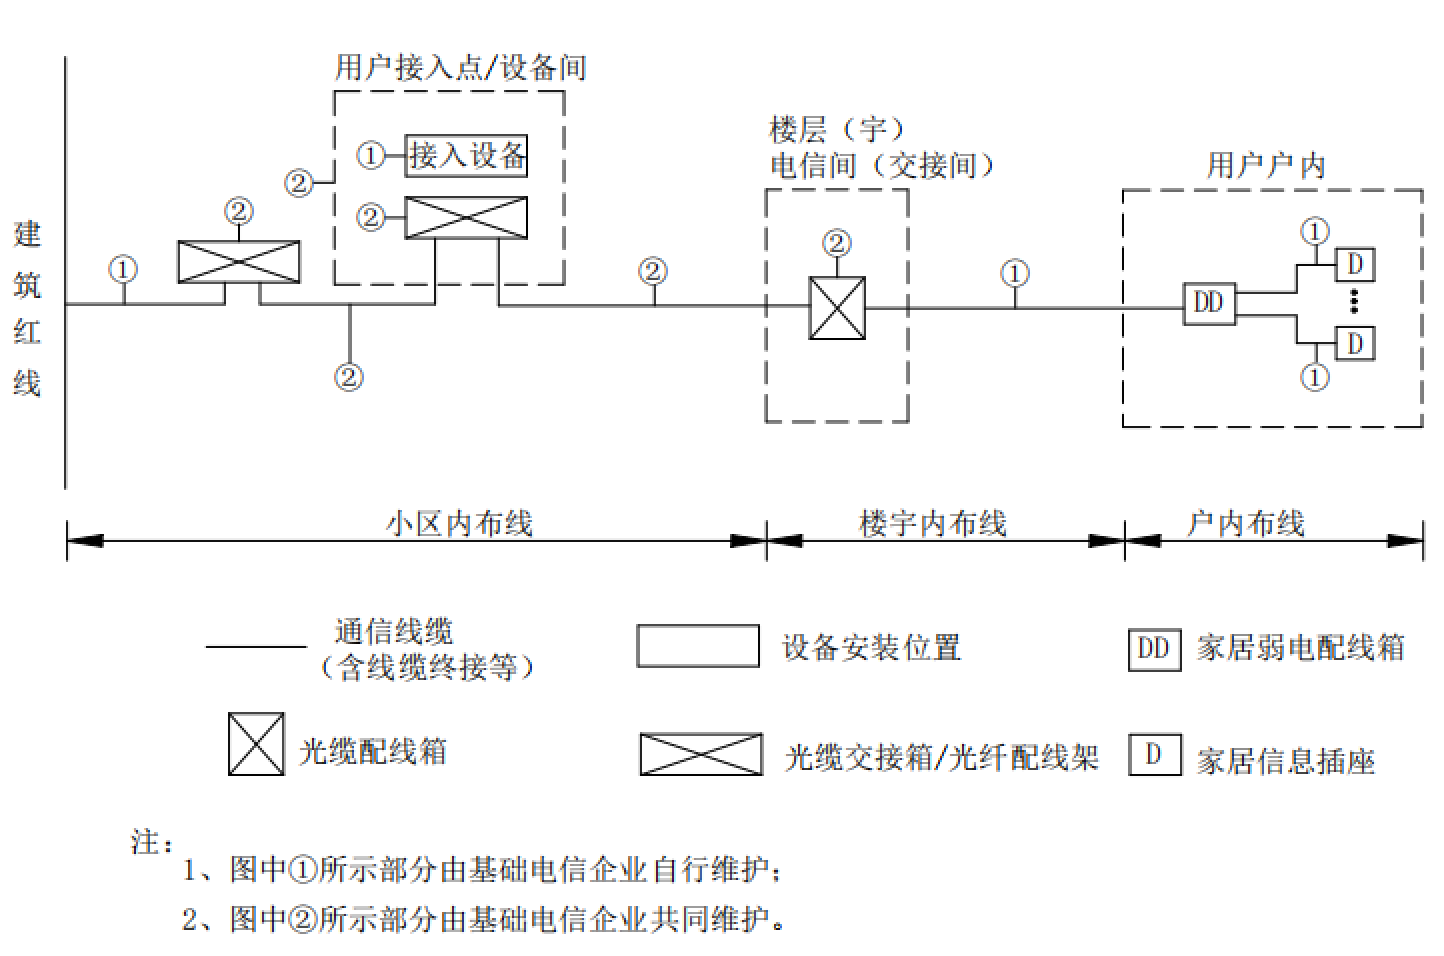 用户接入点/设备间
楼层（宇）
电信间（交接间）
用户户内
①
接入设备
②
②
②
①
②
②
②
①
DD
①
D
D
①
建
筑
红
线
小区内布线
楼宇内布线
户内布线
通信线缆
（含线缆终接等）
设备安装位置
DD
家居弱电配线箱
光缆配线箱
光缆交接箱/光纤配线架
D
家居信息插座
注：
1、图中①所示部分由基础电信企业自行维护；
2、图中②所示部分由基础电信企业共同维护。